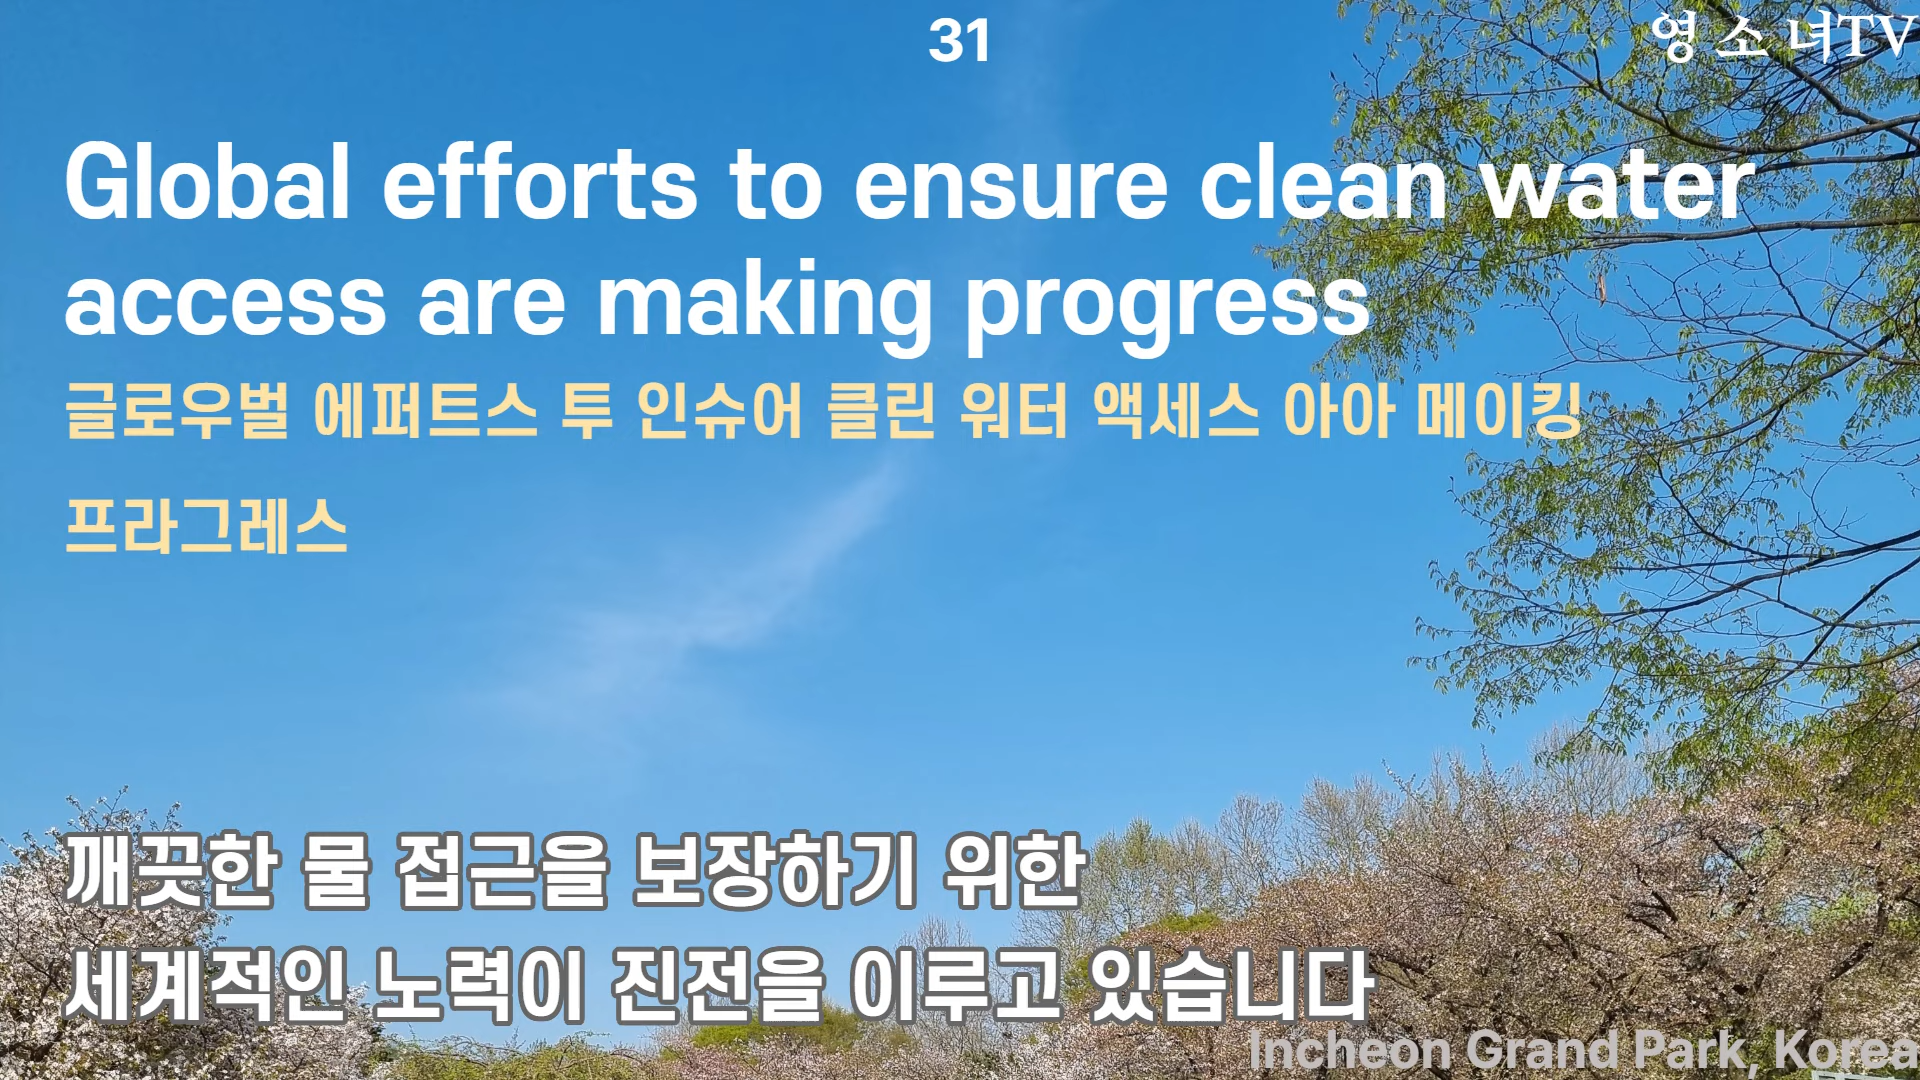 31
영 소 녀TV
Global efforts to ensure clean water
access are making progress
글로우벌 에퍼트스 투 인슈어 클린 워터 액세스 아아 메이킹
프라그레스
깨끗한 물 접근을 보장하기 위한
세계적인 노력이 진전을 이루고 있습니다
Incheon Grand Park, Korea